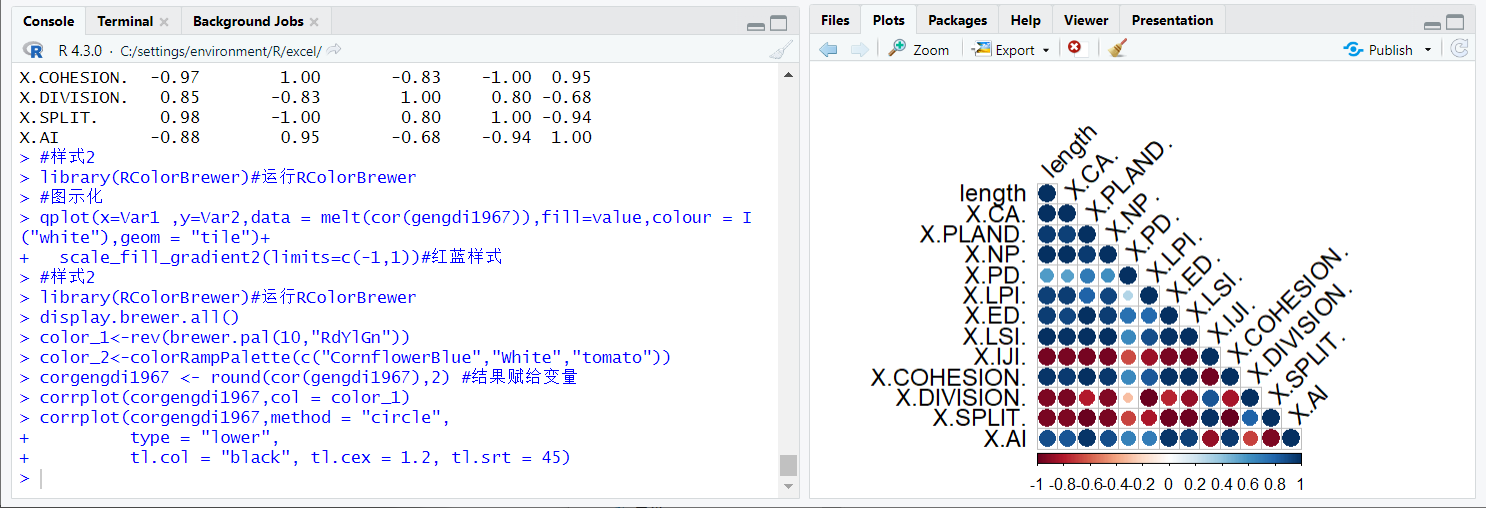 Console Terminal Background Jobs
R 4.3.0 · C:/settings/environment/R/excel/
X.COHESION. -0.97 1.00 -0.83 -1.00 0.95
X.DIVISION. 0.85 -0.83 1.00 0.80 -0.68
X.SPLIT. 0.98 -1.00 0.80 1.00 -0.94
X.AI -0.88 0.95 -0.68 -0.94 1.00
> #样式2
> library(RColorBrewer)#运行RColorBrewer
> #图示化
> qplot(x=Var1 ,y=Var2,data = melt(cor(gengdi1967)),fill=value,colour = I
("white"),geom = "tile")+
+   scale_fill_gradient2(limits=c(-1,1))#红蓝样式
> #样式2
> library(RColorBrewer)#运行RColorBrewer
> display.brewer.all()
> color_1<-rev(brewer.pal(10,"RdYlGn"))
> color_2<-colorRampPalette(c("CornflowerBlue","White","tomato"))
> corgengdi1967 <- round(cor(gengdi1967),2) #结果赋给变量
> corrplot(corgengdi1967,col = color_1)
> corrplot(corgengdi1967,method = "circle",
+          type = "lower",
+          tl.col = "black", tl.cex = 1.2, tl.srt = 45)
>
Files Plots Packages Help Viewer Presentation
Zoom Export Publish
length
X.CA.
X.PLAND.
X.NP.
X.PD.
X.LPI.
X.ED.
X.LSI.
X.IJI.
X.COHESION.
X.DIVISION.
X.SPLIT.
X.AI
length
X.CA.
X.PLAND.
X.NP.
X.PD.
X.LPI.
X.ED.
X.LSI.
X.IJI.
X.COHESION.
X.DIVISION.
X.SPLIT.
X.AI
-1 -0.8 -0.6 -0.4 -0.2 0 0.2 0.4 0.6 0.8 1